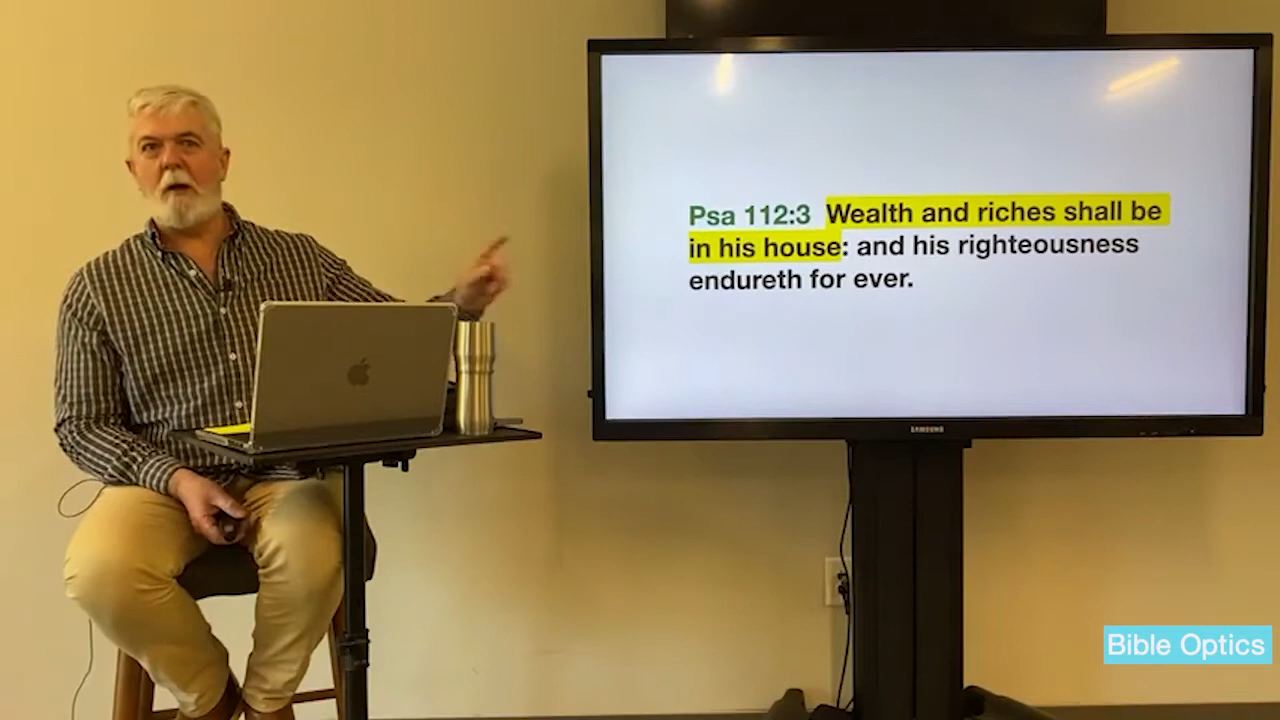 Psa 112:3 Wealth and riches shall be
in his house: and his righteousness
endureth for ever.
SAMSUNG
Bible Optics